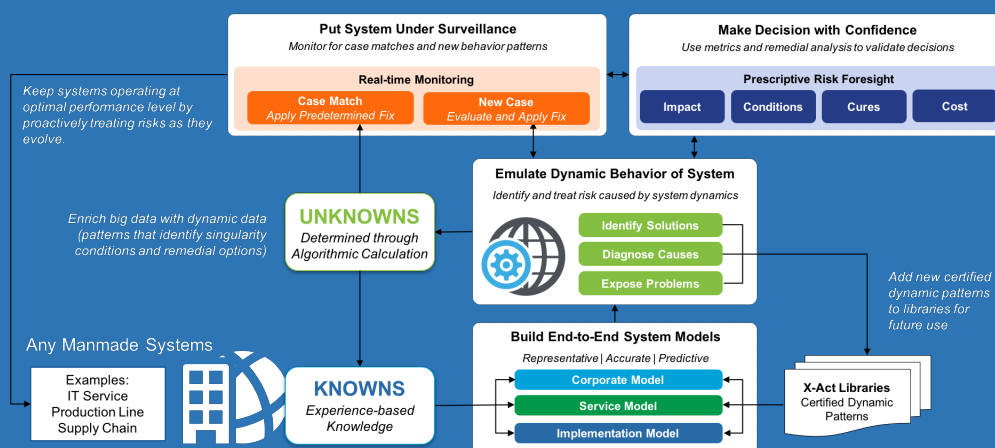 Put System Under Surveillance
Monitor for case matches and new behavior patterns
Real-time Monitoring
Case Match
Apply Predetermined Fix
New Case
Evaluate and Apply Fix
Make Decision with Confidence
Use metrics and remedial analysis to validate decisions
Prescriptive Risk Foresight
Impact
Conditions
Cures
Cost
Keep systems operating at
optimal performance level by
proactively treating risks as they
evolve.
Emulate Dynamic Behavior of System
Identify and treat risk caused by system dynamics
Identify Solutions
Diagnose Causes
Expose Problems
UNKNOWNS
Determined through
Algorithmic Calculation
Enrich big data with dynamic data
(patterns that identify singularity
conditions and remedial options)
Add new certified
dynamic patterns
to libraries for
future use
Build End-to-End System Models
Representative | Accurate | Predictive
Corporate Model
Service Model
Implementation Model
Any Manmade Systems
Examples:
IT Service
Production Line
Supply Chain
KNOWNS
Experience-based
Knowledge
X-Act Libraries
Certified Dynamic
Patterns